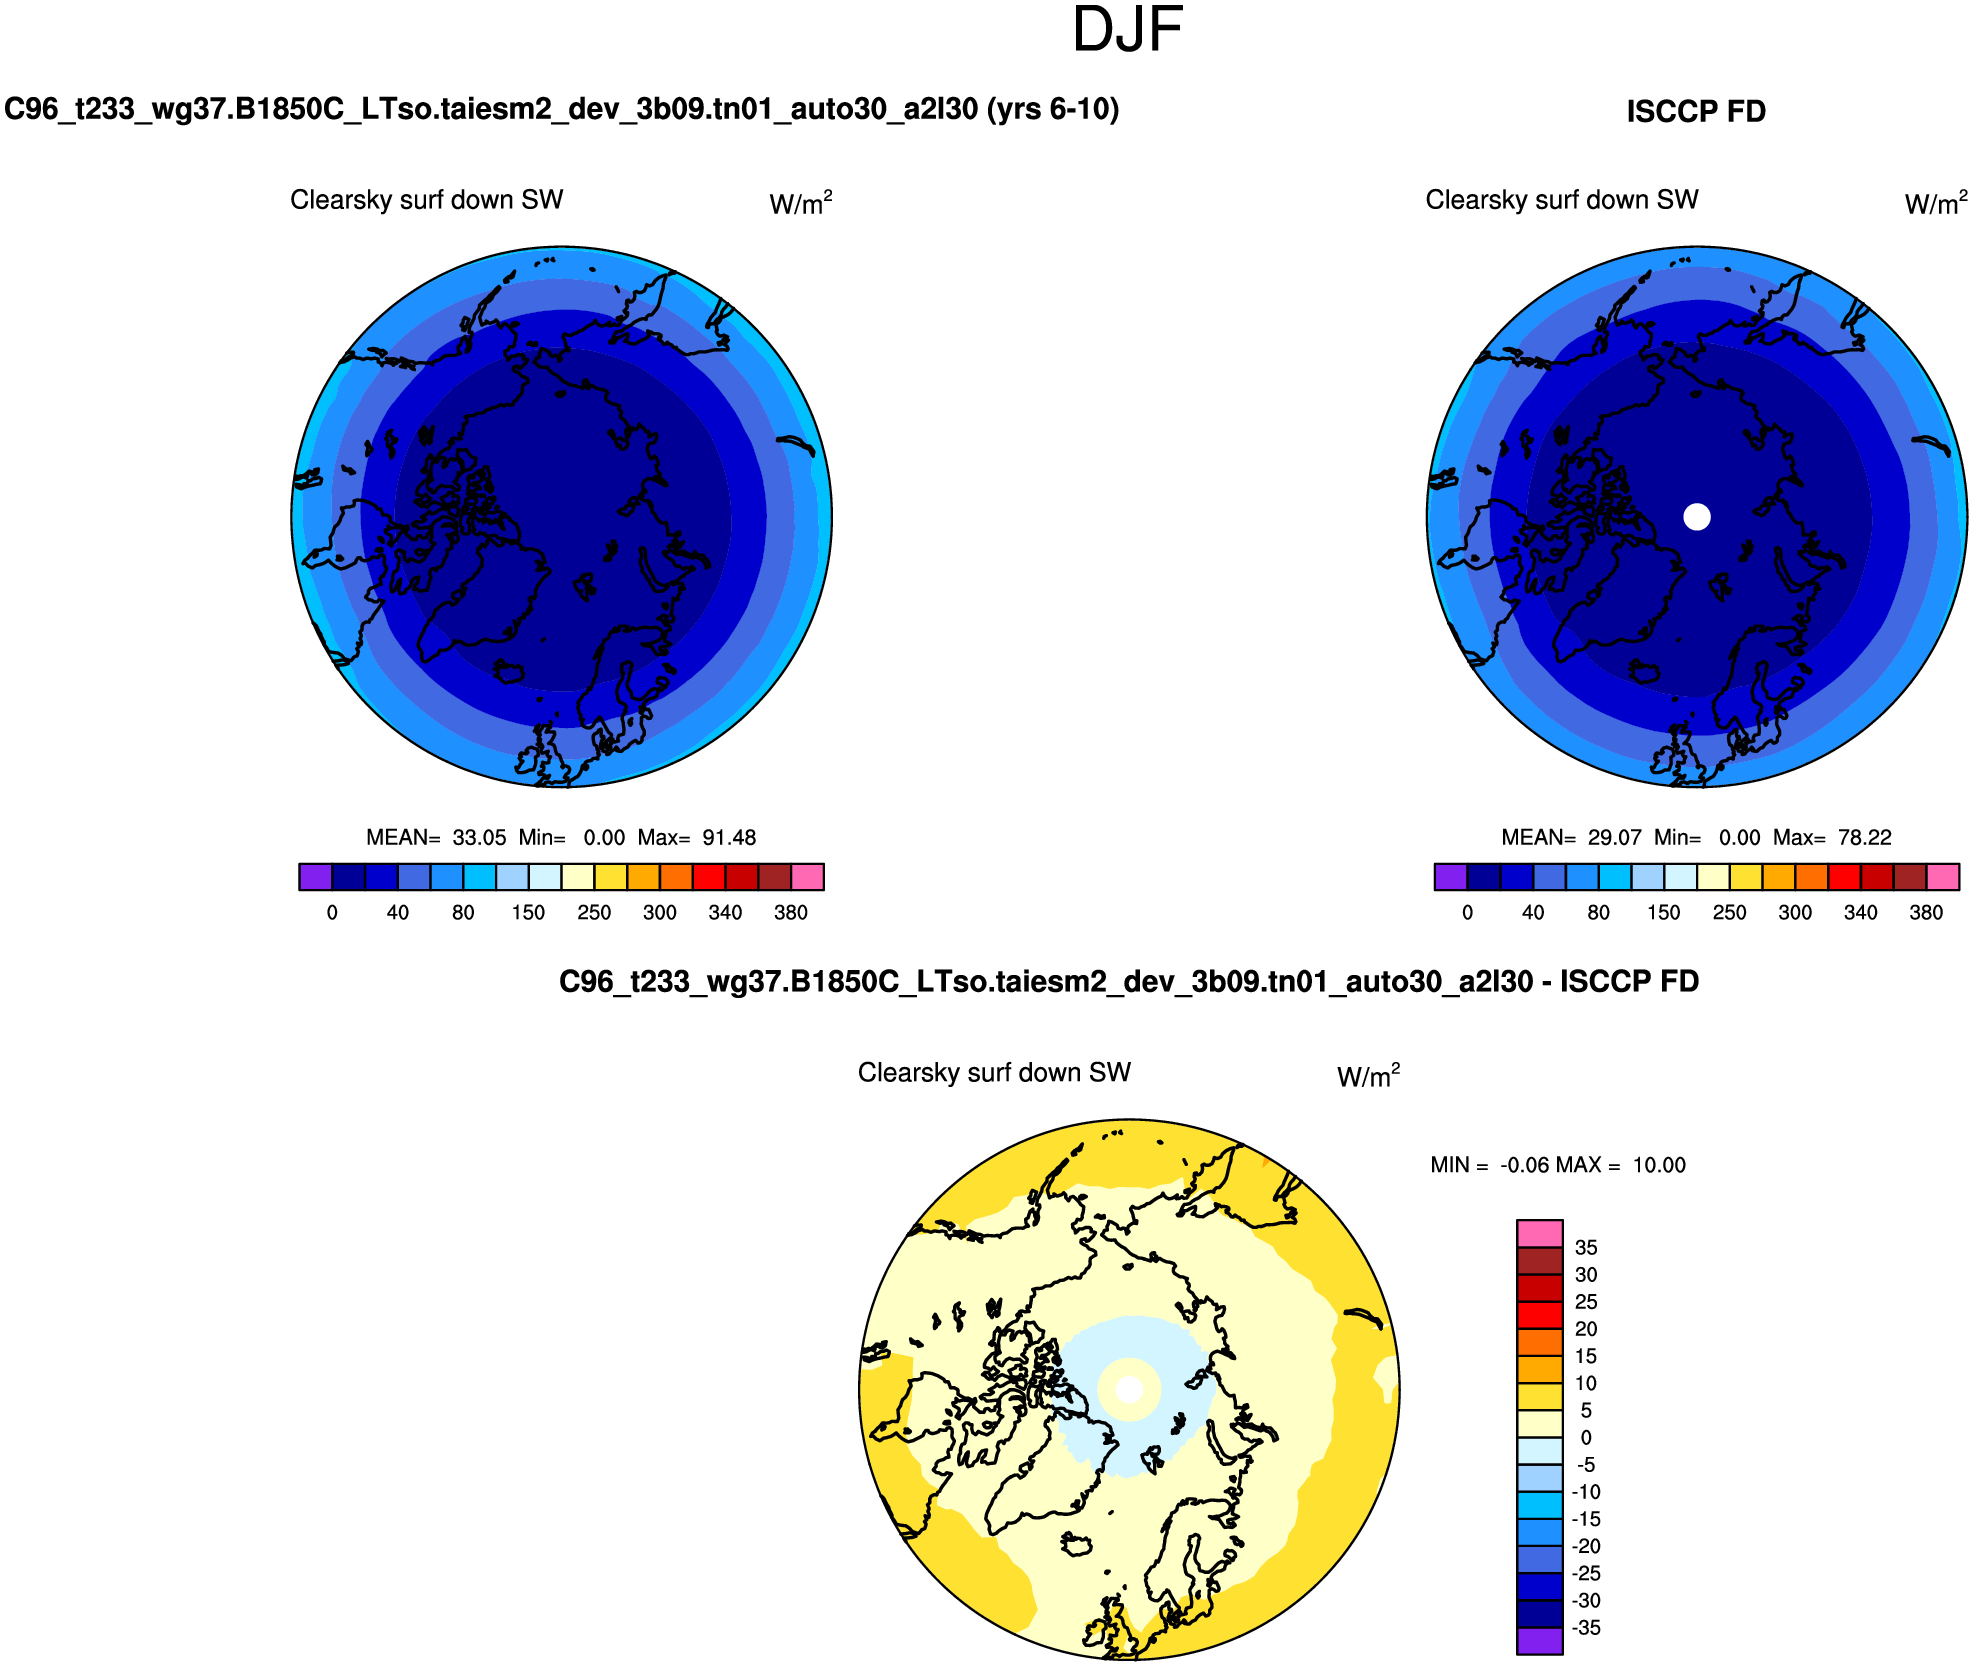 DJF
C96_t233_wg37.B1850C_LTso.taiesm2_dev_3b09.tn01_auto30_a2l30 (yrs 6-10)
ISCCP FD
Clearsky surf down SW W/m2
Clearsky surf down SW W/m2
MEAN= 33.05 Min= 0.00 Max= 91.48
0 40 80 150 250 300 340 380
MEAN= 29.07 Min= 0.00 Max= 78.22
0 40 80 150 250 300 340 380
C96_t233_wg37.B1850C_LTso.taiesm2_dev_3b09.tn01_auto30_a2l30 - ISCCP FD
Clearsky surf down SW W/m2
MIN = -0.06 MAX = 10.00
35
30
25
20
15
10
5
0
-5
-10
-15
-20
-25
-30
-35